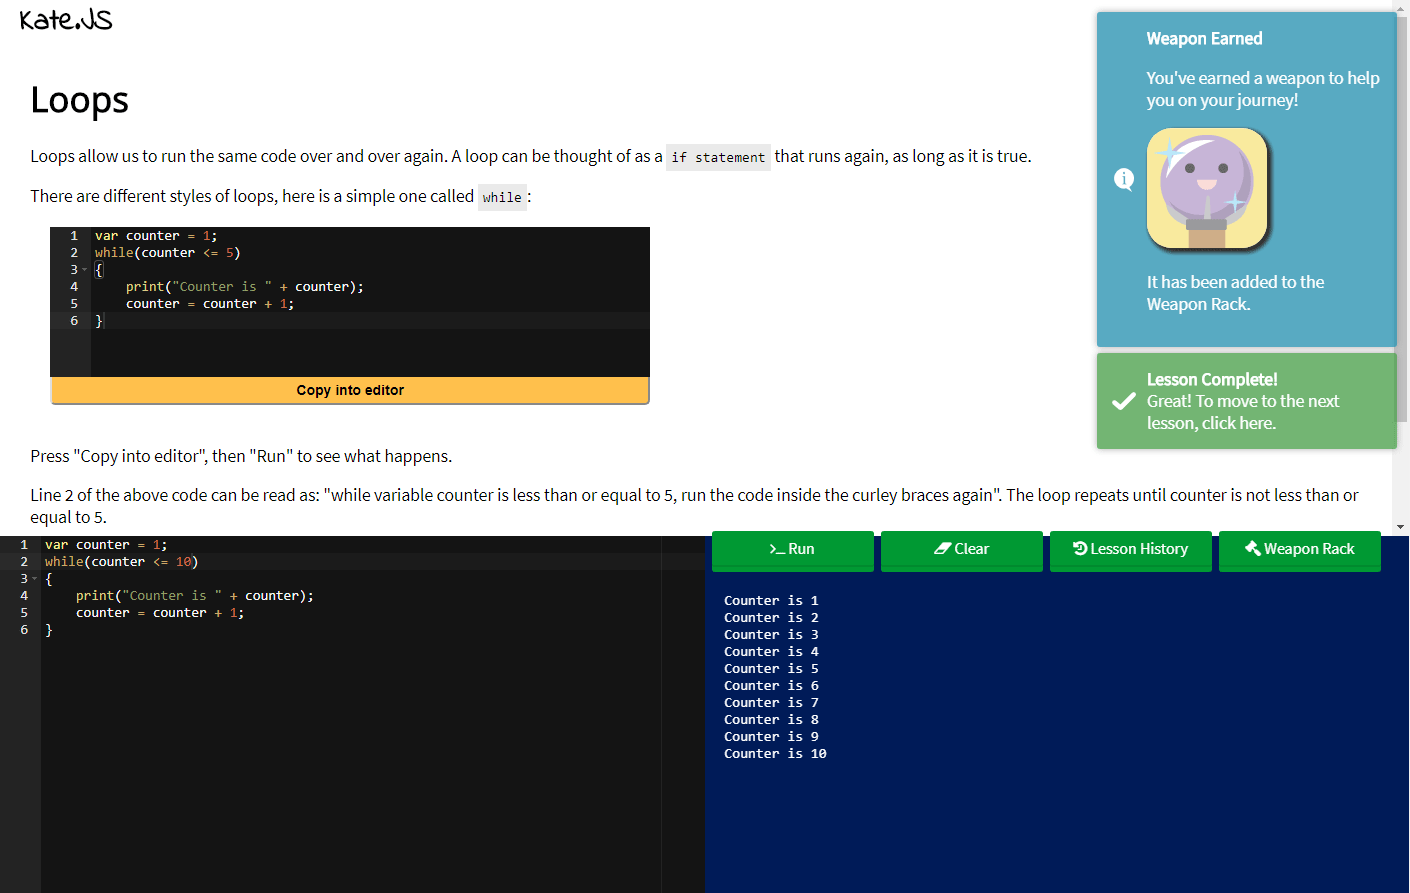 Kate.JS
Loops
Loops allow us to run the same code over and over again. A loop can be thought of as a if statement that runs again, as long as it is true.
There are different styles of loops, here is a simple one called while :
1 var counter = 1;
2 while(counter <= 5)
3 {
4 print("Counter is " + counter);
5 counter = counter + 1;
6 }
Copy into editor
Press "Copy into editor", then "Run" to see what happens.
Line 2 of the above code can be read as: "while variable counter is less than or equal to 5, run the code inside the curley braces again". The loop repeats until counter is not less than or
equal to 5.
Weapon Earned
You've earned a weapon to help
you on your journey!
i
It has been added to the
Weapon Rack.
Lesson Complete!
Great! To move to the next
lesson, click here.
1 var counter = 1;
2 while(counter <= 10)
3 {
4 print("Counter is " + counter);
5 counter = counter + 1;
6 }
>_ Run
Clear
Lesson History
Weapon Rack
Counter is 1
Counter is 2
Counter is 3
Counter is 4
Counter is 5
Counter is 6
Counter is 7
Counter is 8
Counter is 9
Counter is 10